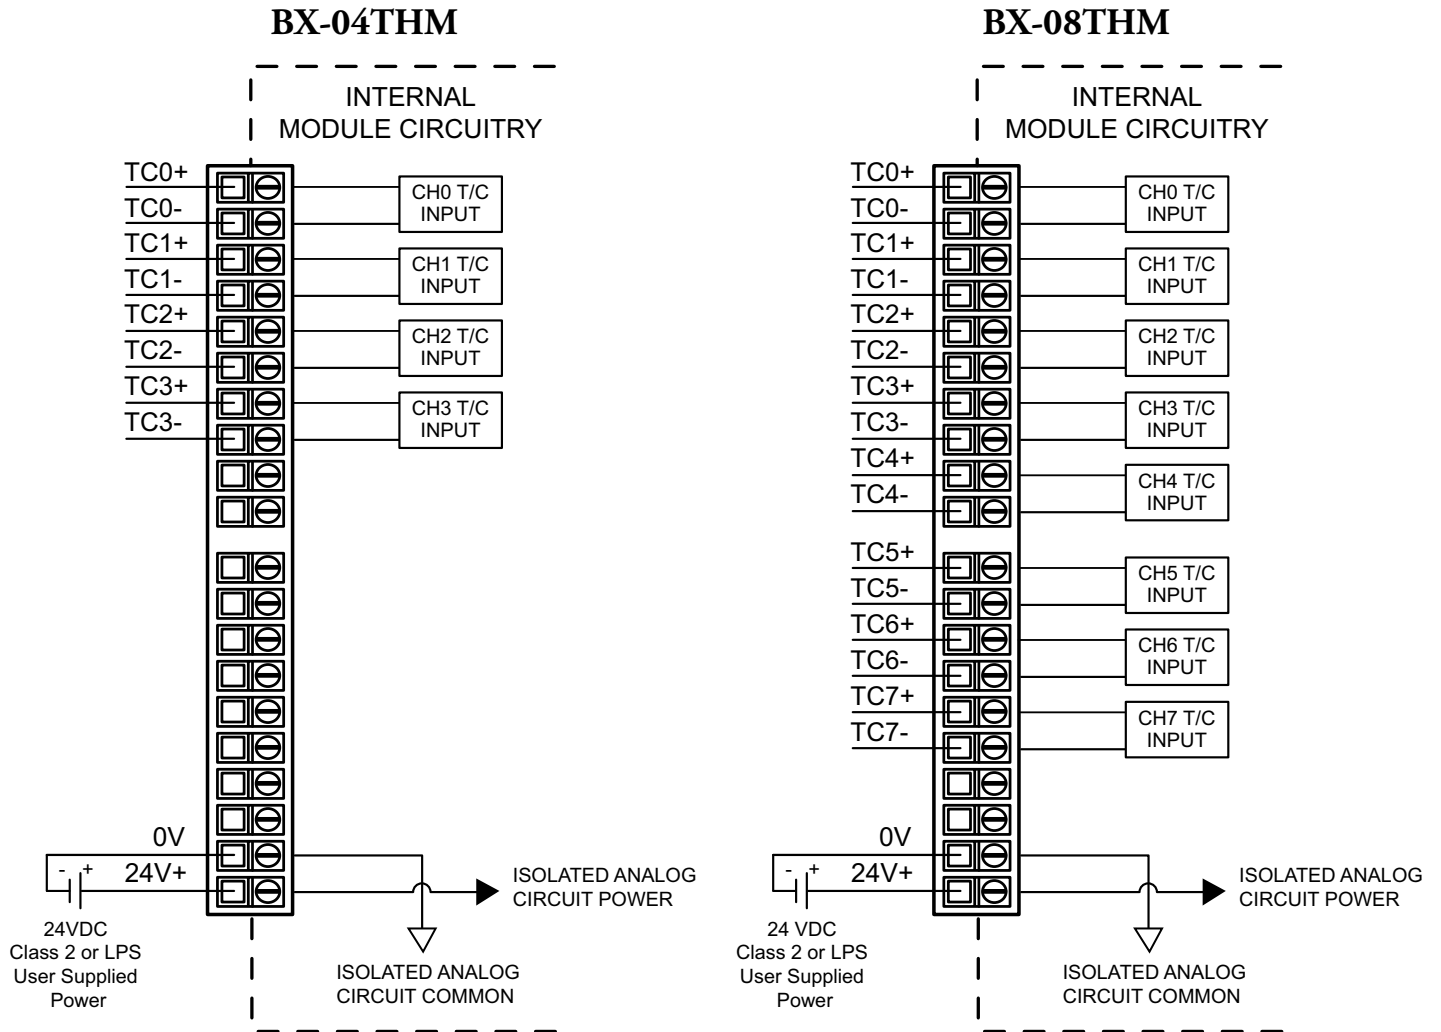 BX-04THM
INTERNAL
MODULE CIRCUITRY
TC0+
TC0-
TC1+
TC1-
TC2+
TC2-
TC3+
TC3-
CH0 T/C
INPUT
CH1 T/C
INPUT
CH2 T/C
INPUT
CH3 T/C
INPUT
0V
24V+
- +
24VDC
Class 2 or LPS
User Supplied
Power
ISOLATED ANALOG
CIRCUIT POWER
ISOLATED ANALOG
CIRCUIT COMMON
BX-08THM
INTERNAL
MODULE CIRCUITRY
TC0+
TC0-
TC1+
TC1-
TC2+
TC2-
TC3+
TC3-
TC4+
TC4-
TC5+
TC5-
TC6+
TC6-
TC7+
TC7-
CH0 T/C
INPUT
CH1 T/C
INPUT
CH2 T/C
INPUT
CH3 T/C
INPUT
CH4 T/C
INPUT
CH5 T/C
INPUT
CH6 T/C
INPUT
CH7 T/C
INPUT
0V
24V+
- +
24 VDC
Class 2 or LPS
User Supplied
Power
ISOLATED ANALOG
CIRCUIT POWER
ISOLATED ANALOG
CIRCUIT COMMON